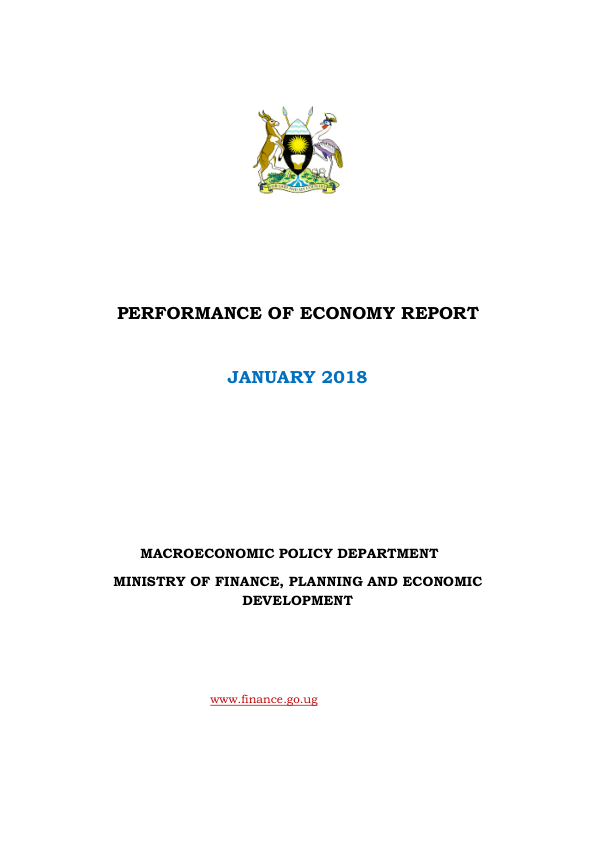 PERFORMANCE OF ECONOMY REPORT
JANUARY 2018
MACROECONOMIC POLICY DEPARTMENT
MINISTRY OF FINANCE, PLANNING AND ECONOMIC
DEVELOPMENT
www.finance.go.ug